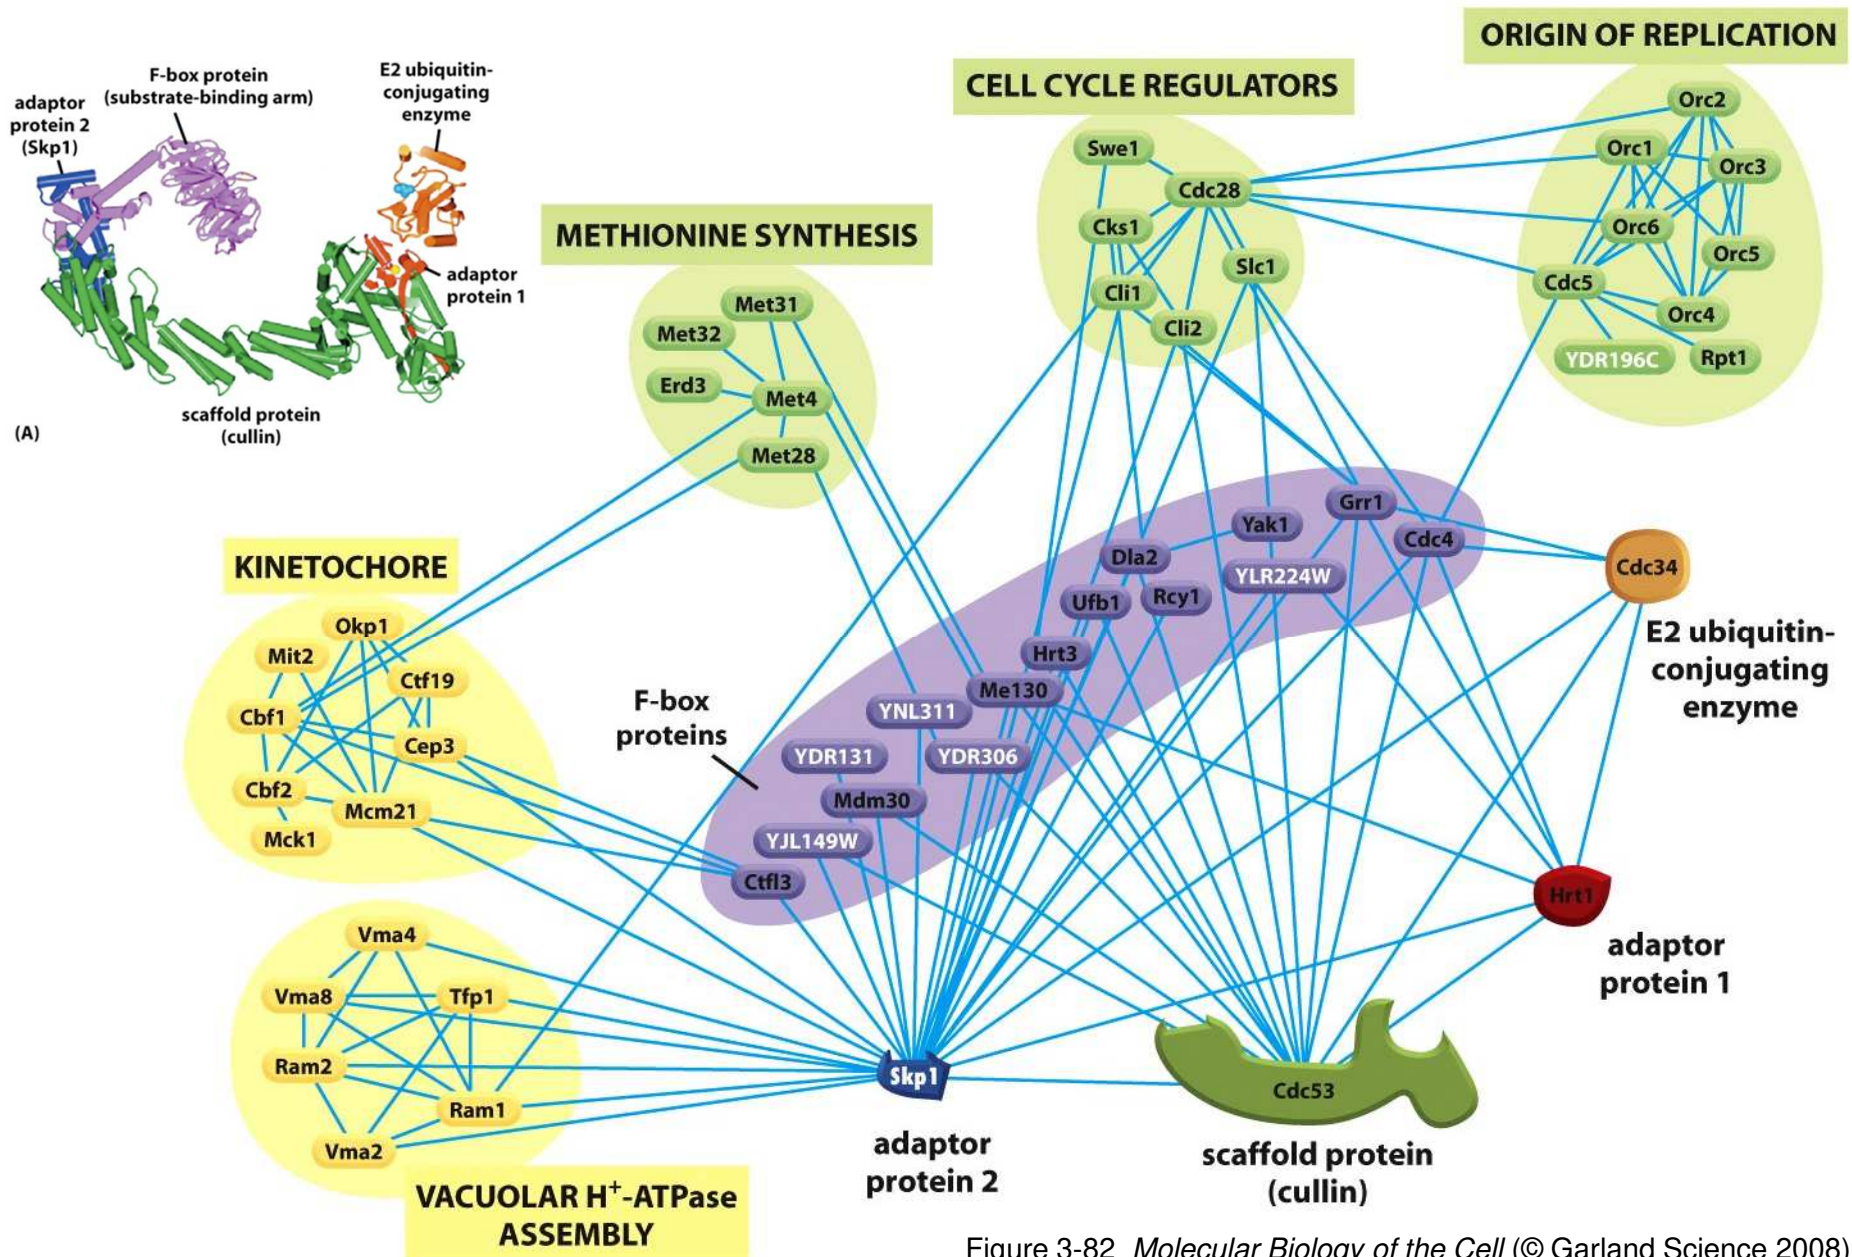 ORIGIN OF REPLICATION
CELL CYCLE REGULATORS
METHIONINE SYNTHESIS
F-box protein
(substrate-binding arm)
E2 ubiquitin-
conjugating
enzyme
adaptor
protein 2
(Skp1)
adaptor
protein 1
scaffold protein
(cullin)
(A)
Orc2
Orc1
Orc3
Orc6
Orc5
Cdc5
Orc4
YDR196C
Rpt1
Swe1
Cdc28
Cks1
Slc1
Cli1
Cli2
Met31
Met32
Erd3
Met4
Met28
KINETOCHORE
Okp1
Mit2
Ctf19
Cbf1
Cep3
Cbf2
Mcm21
Mck1
F-box
proteins
Grr1
Yak1
Cdc4
Dla2
YLR224W
Ufb1
Rcy1
Hrt3
Me130
YNL311
YDR131
YDR306
Mdm30
YJL149W
Ctfl3
Cdc34
E2 ubiquitin-
conjugating
enzyme
Hrt1
adaptor
protein 1
Vma4
Vma8
Tfp1
Ram2
Ram1
Vma2
VACUOLAR H⁺-ATPase
ASSEMBLY
Skp1
adaptor
protein 2
Cdc53
scaffold protein
(cullin)
Figure 3-82 Molecular Biology of the Cell (© Garland Science 2008)